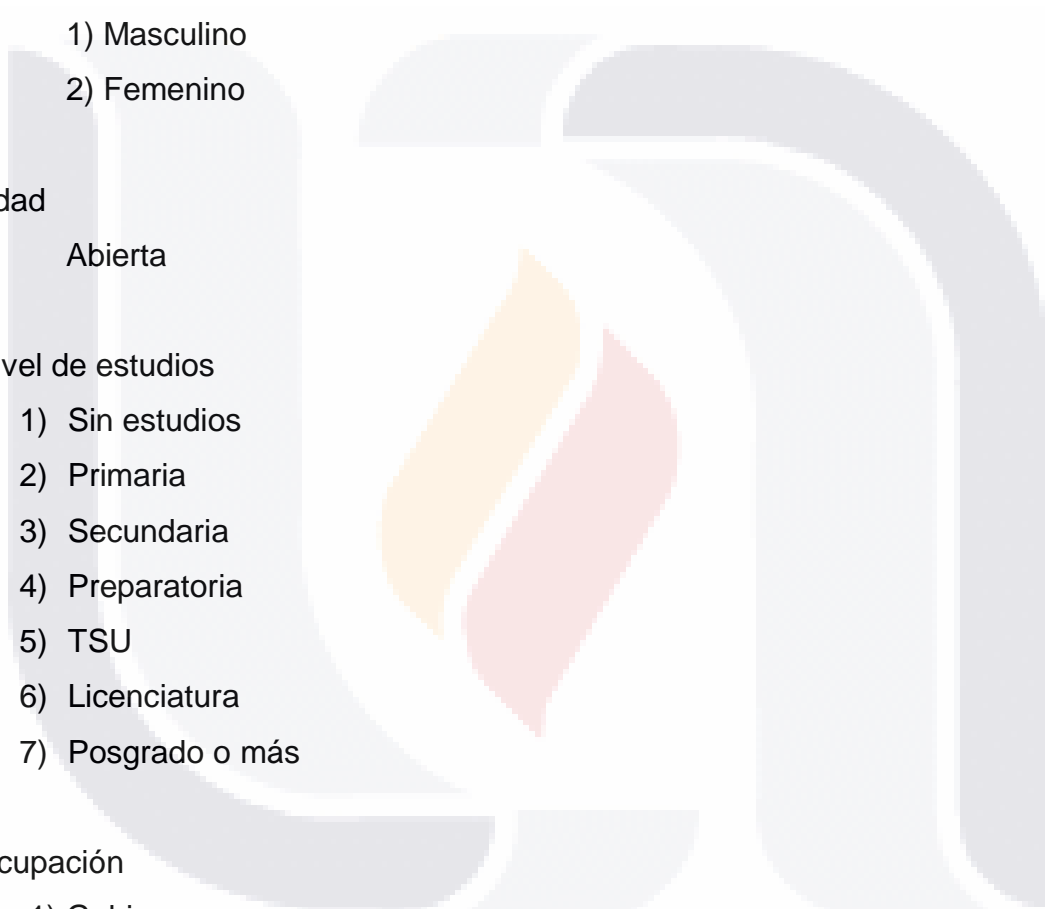 1) Masculino
2) Femenino
dad
Abierta
vel de estudios
1) Sin estudios
2) Primaria
3) Secundaria
4) Preparatoria
5) TSU
6) Licenciatura
7) Posgrado o más
cupación